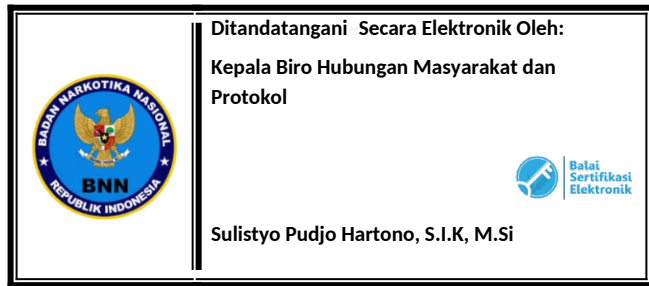 Ditandatangani  Secara Elektronik Oleh:
Kepala Biro Hubungan Masyarakat dan
Protokol
BADAN NARKOTIKA NASIONAL
BNN
REPUBLIK INDONESIA
Balai
Sertifikasi
Elektronik
Sulistyo Pudjo Hartono, S.I.K, M.Si